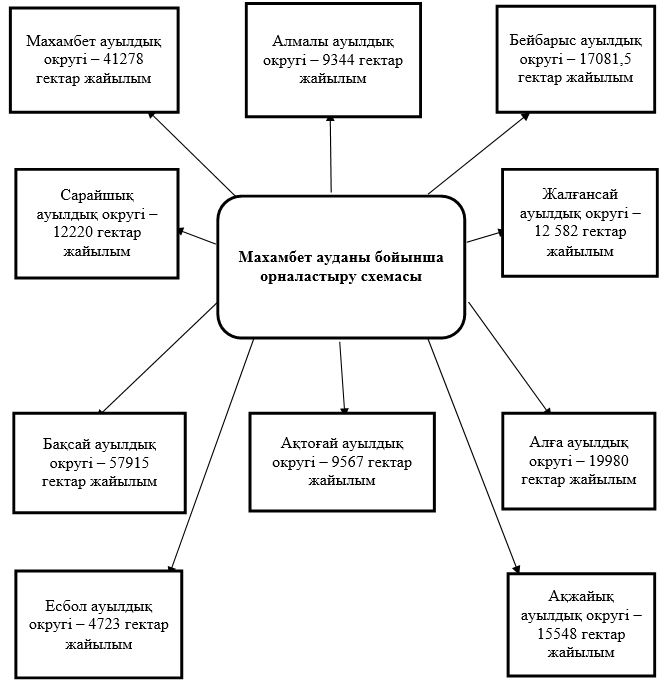 Махамбет ауылдық
округі – 41278
гектар жайылым
Алмалы ауылдық
округі – 9344 гектар
жайылым
Бейбарыс ауылдық
округі – 17081,5
гектар жайылым
Сарайшық
ауылдық округі –
12220 гектар
жайылым
Жалғансай
ауылдық округі –
12 582 гектар
жайылым
Махамбет ауданы бойынша
орналастыру схемасы
Бақсай ауылдық
округі – 57915
гектар жайылым
Ақтоғай ауылдық
округі – 9567 гектар
жайылым
Алға ауылдық
округі – 19980
гектар жайылым
Есбол ауылдық
округі – 4723 гектар
жайылым
Ақжайық
ауылдық округі –
15548 гектар
жайылым